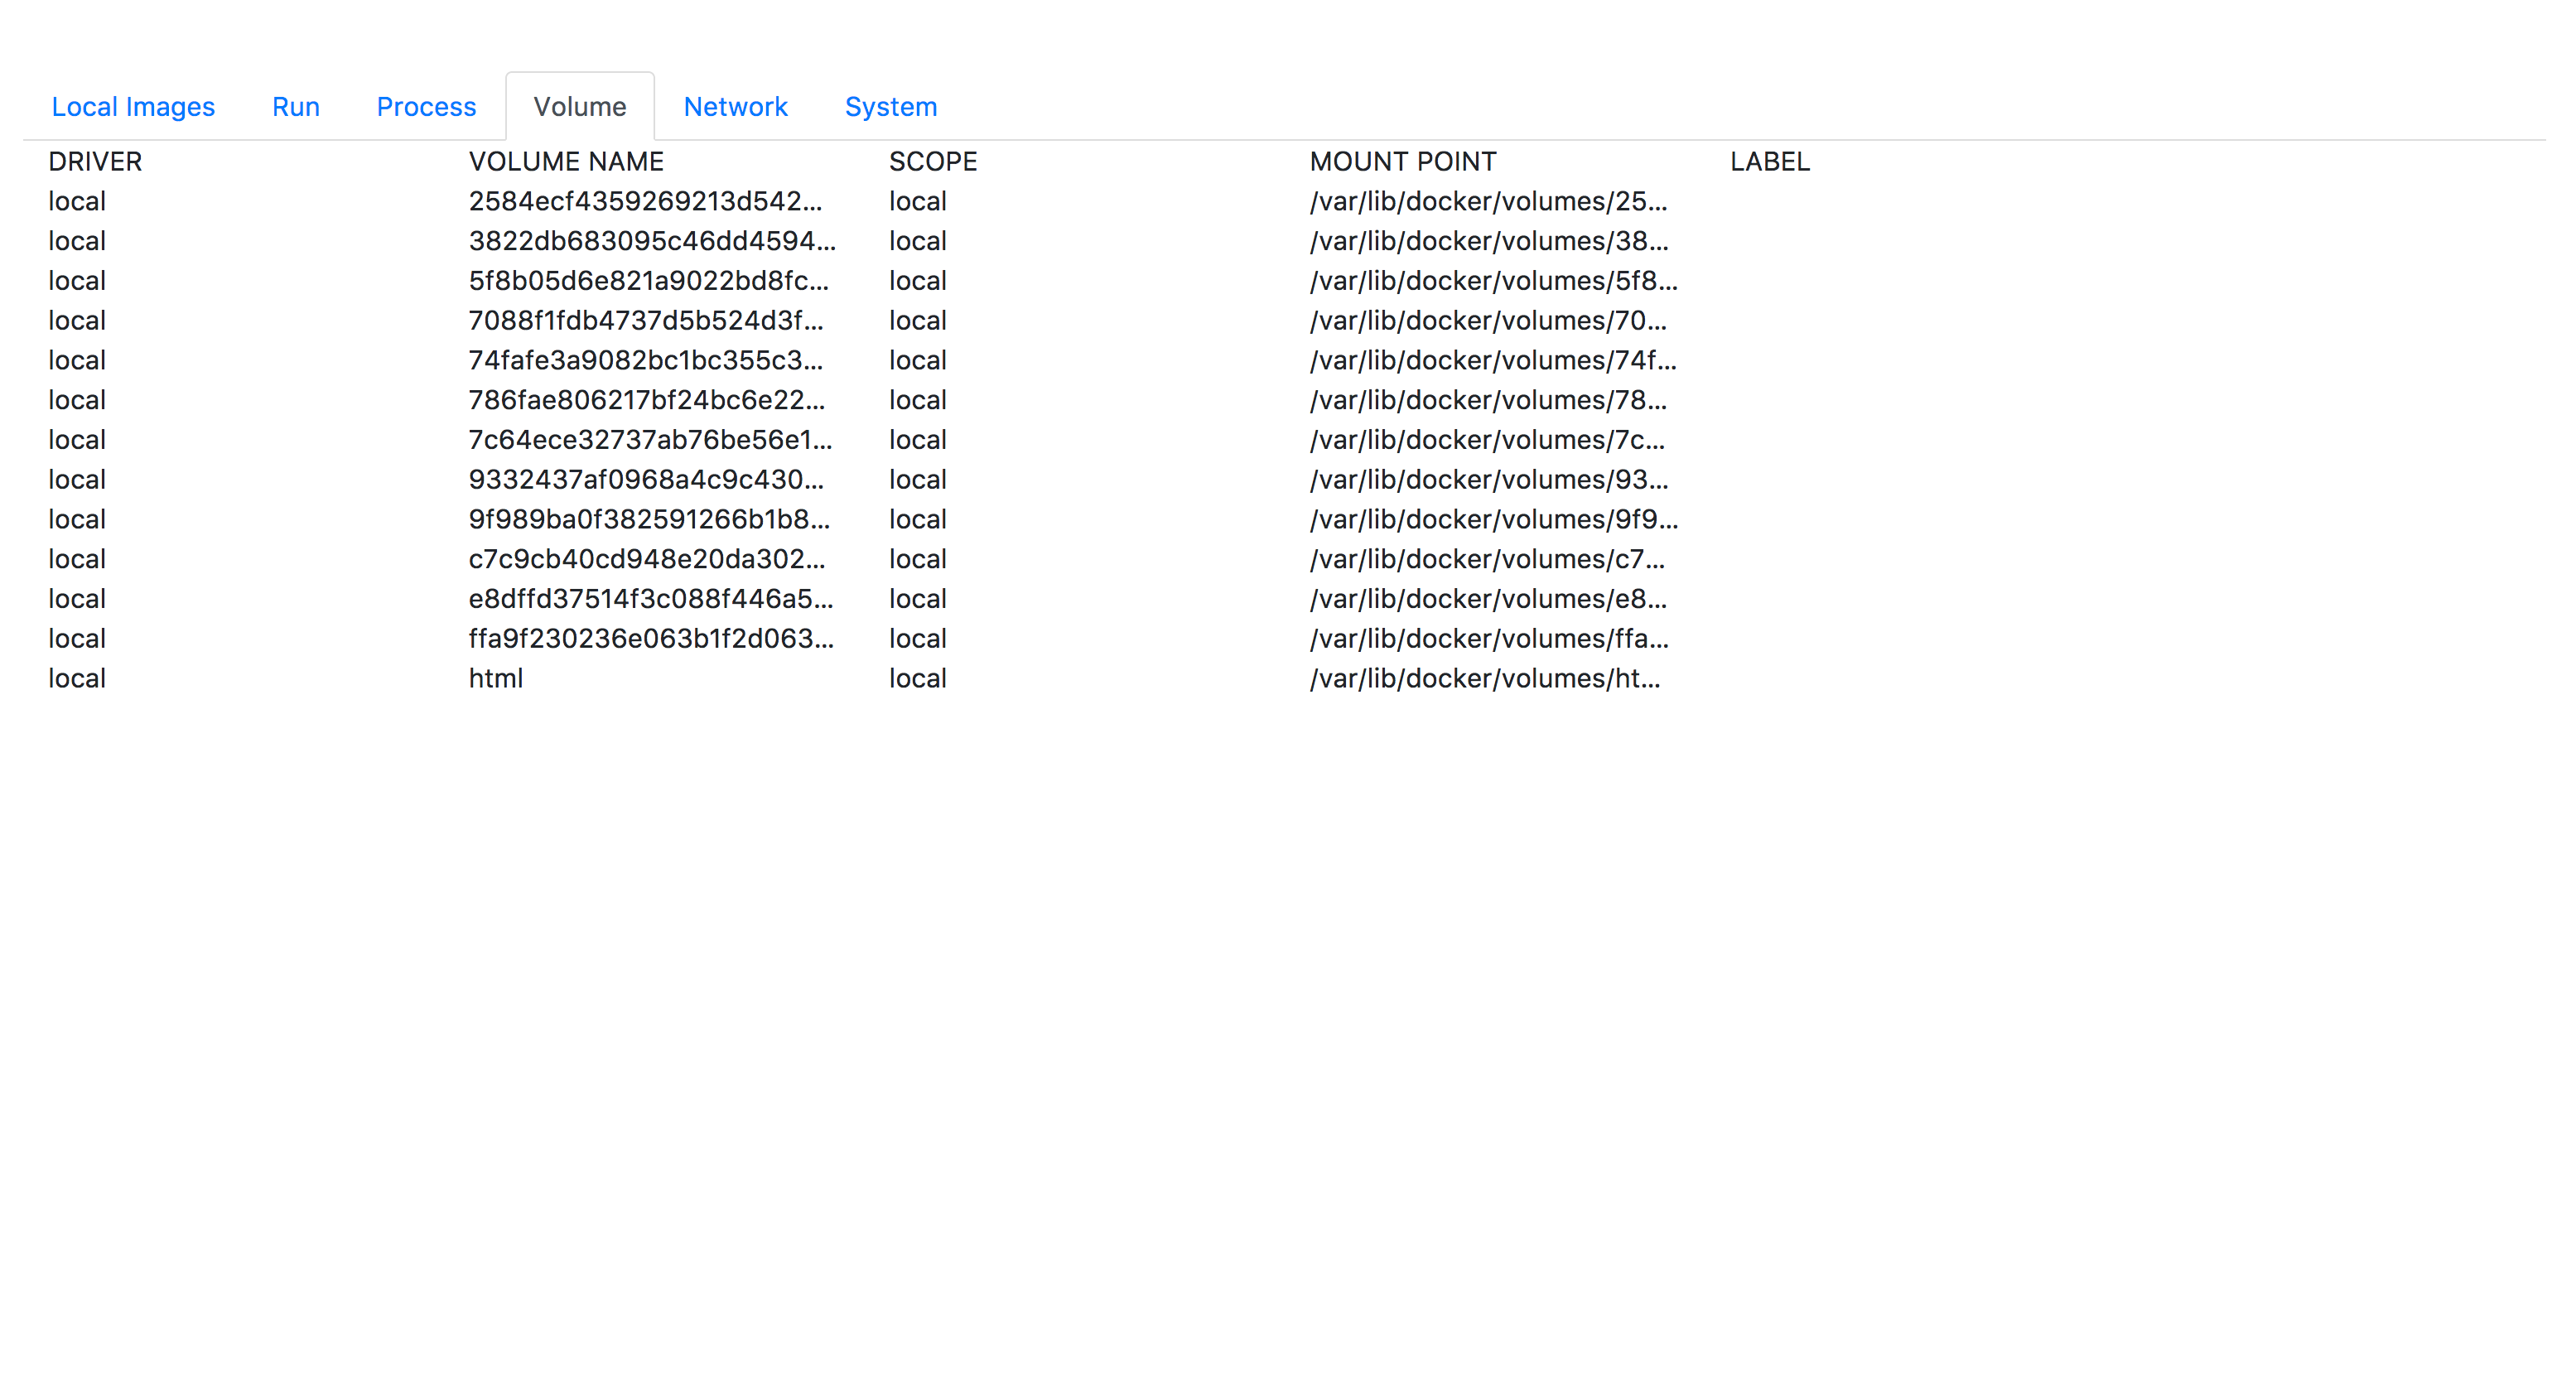 Local Images Run Process Volume Network System
DRIVER VOLUME NAME SCOPE MOUNT POINT LABEL
local 2584ecf4359269213d542... local /var/lib/docker/volumes/25...
local 3822db683095c46dd4594... local /var/lib/docker/volumes/38...
local 5f8b05d6e821a9022bd8fc... local /var/lib/docker/volumes/5f8...
local 7088f1fdb4737d5b524d3f... local /var/lib/docker/volumes/70...
local 74fafe3a9082bc1bc355c3... local /var/lib/docker/volumes/74f...
local 786fae806217bf24bc6e22... local /var/lib/docker/volumes/78...
local 7c64ece32737ab76be56e1... local /var/lib/docker/volumes/7c...
local 9332437af0968a4c9c430... local /var/lib/docker/volumes/93...
local 9f989ba0f382591266b1b8... local /var/lib/docker/volumes/9f9...
local c7c9cb40cd948e20da302... local /var/lib/docker/volumes/c7...
local e8dffd37514f3c088f446a5... local /var/lib/docker/volumes/e8...
local ffa9f230236e063b1f2d063... local /var/lib/docker/volumes/ffa...
local html local /var/lib/docker/volumes/ht...